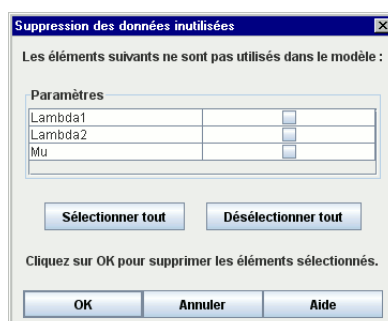 Suppression des données inutilisées
Les éléments suivants ne sont pas utilisés dans le modèle :
Paramètres
Lambda1
Lambda2
Mu
Sélectionner tout Désélectionner tout
Cliquez sur OK pour supprimer les éléments sélectionnés.
OK Annuler Aide